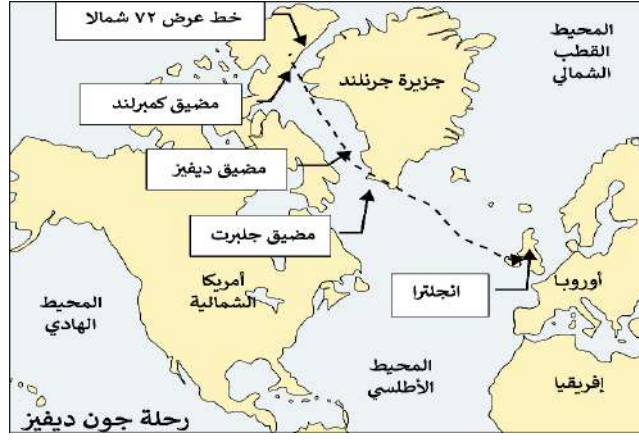 خط عرض ٧٢ شمالا
المحيط
القطب
الشمالي
جزيرة جرنلند
مضيق كمبرلند
مضيق ديفيز
مضيق جلبرت
انجلترا
أوروبا
أمريكا
الشمالية
المحيط
الهادي
المحيط
الأطلسي
إفريقيا
رحلة جون ديفيز